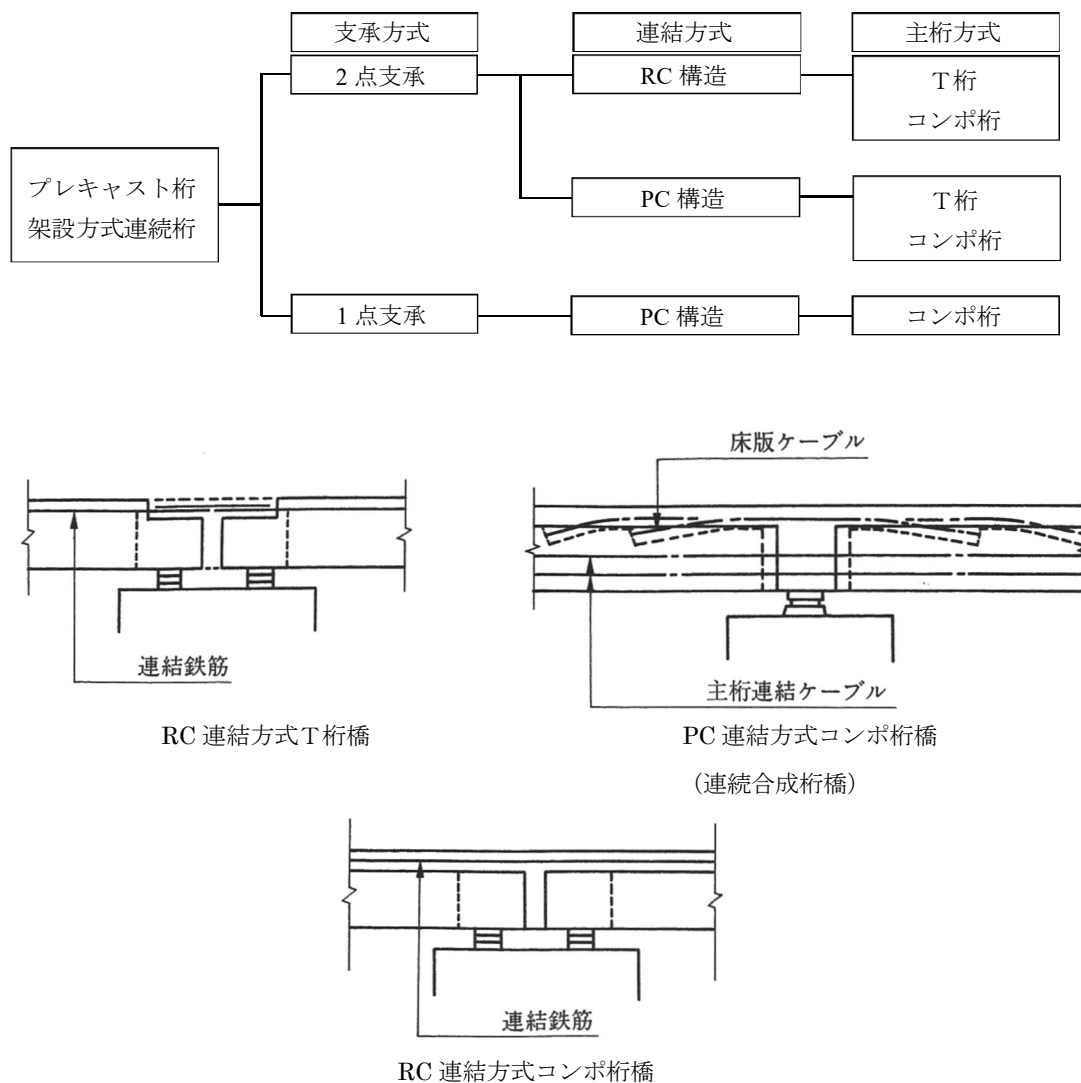 支承方式
連結方式
主桁方式
2 点支承
RC 構造
T桁
コンポ桁
プレキャスト桁
架設方式連続桁
PC 構造
T桁
コンポ桁
1 点支承
PC 構造
コンポ桁
床版ケーブル
連結鉄筋
主桁連結ケーブル
RC 連結方式T桁橋
PC 連結方式コンポ桁橋
(連続合成桁橋)
連結鉄筋
RC 連結方式コンポ桁橋